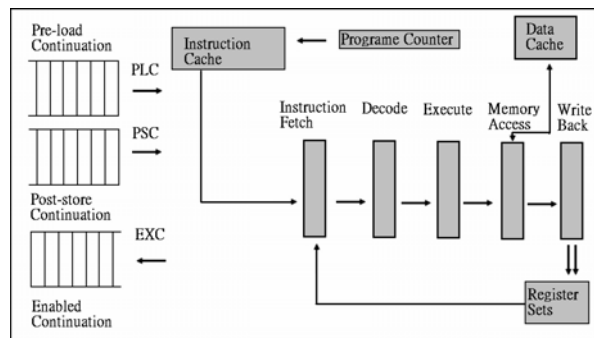 Pre-load
Continuation
PLC
PSC
Post-store
Continuation
EXC
Enabled
Continuation
Instruction
Cache
Programe Counter
Data
Cache
Instruction
Fetch
Decode
Execute
Memory
Access
Write
Back
Register
Sets